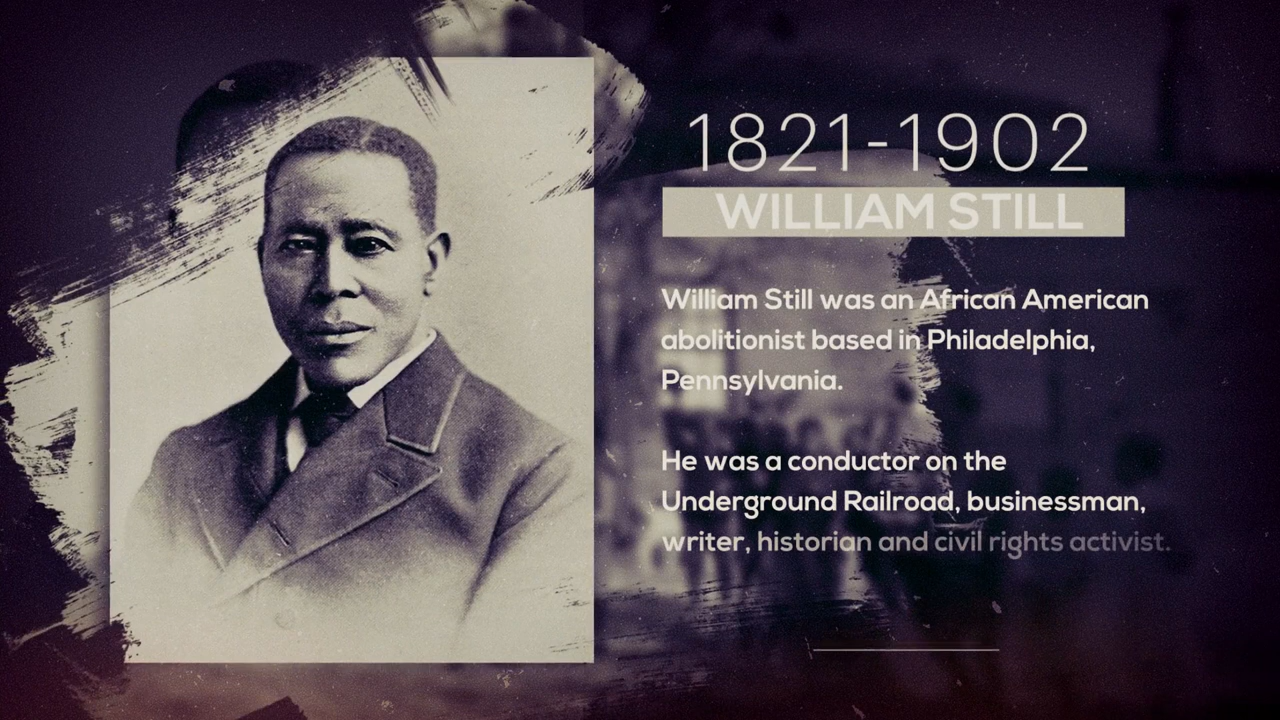 1821-1902
WILLIAM STILL
William Still was an African American
abolitionist based in Philadelphia,
Pennsylvania.
He was a conductor on the
Underground Railroad, businessman,
writer, historian and civil rights activist.